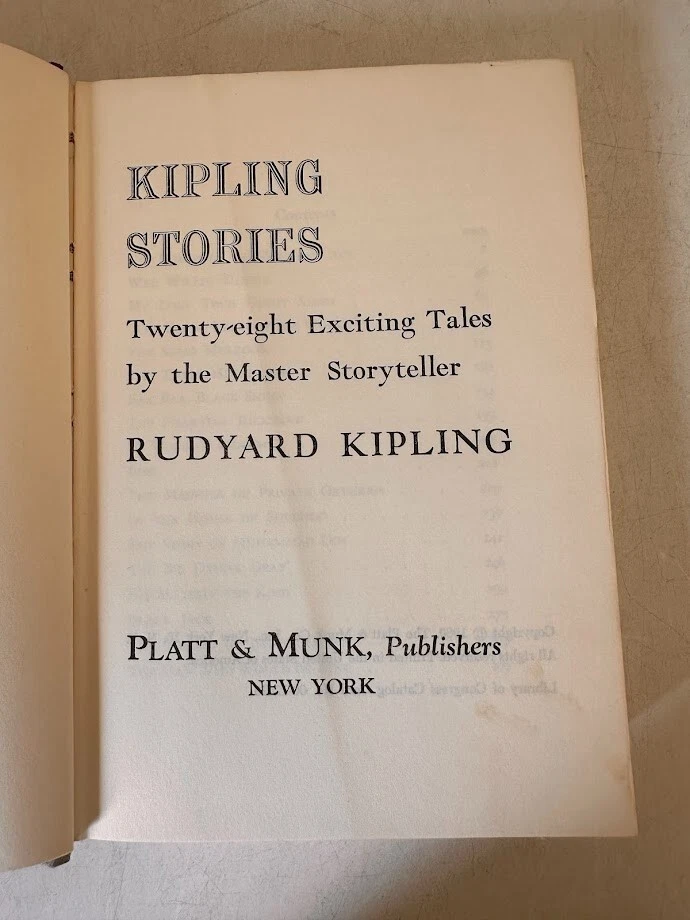 KIPLING
STORIES
Twenty-eight Exciting Tales
by the Master Storyteller
RUDYARD KIPLING
PLATT & MUNK, Publishers
NEW YORK